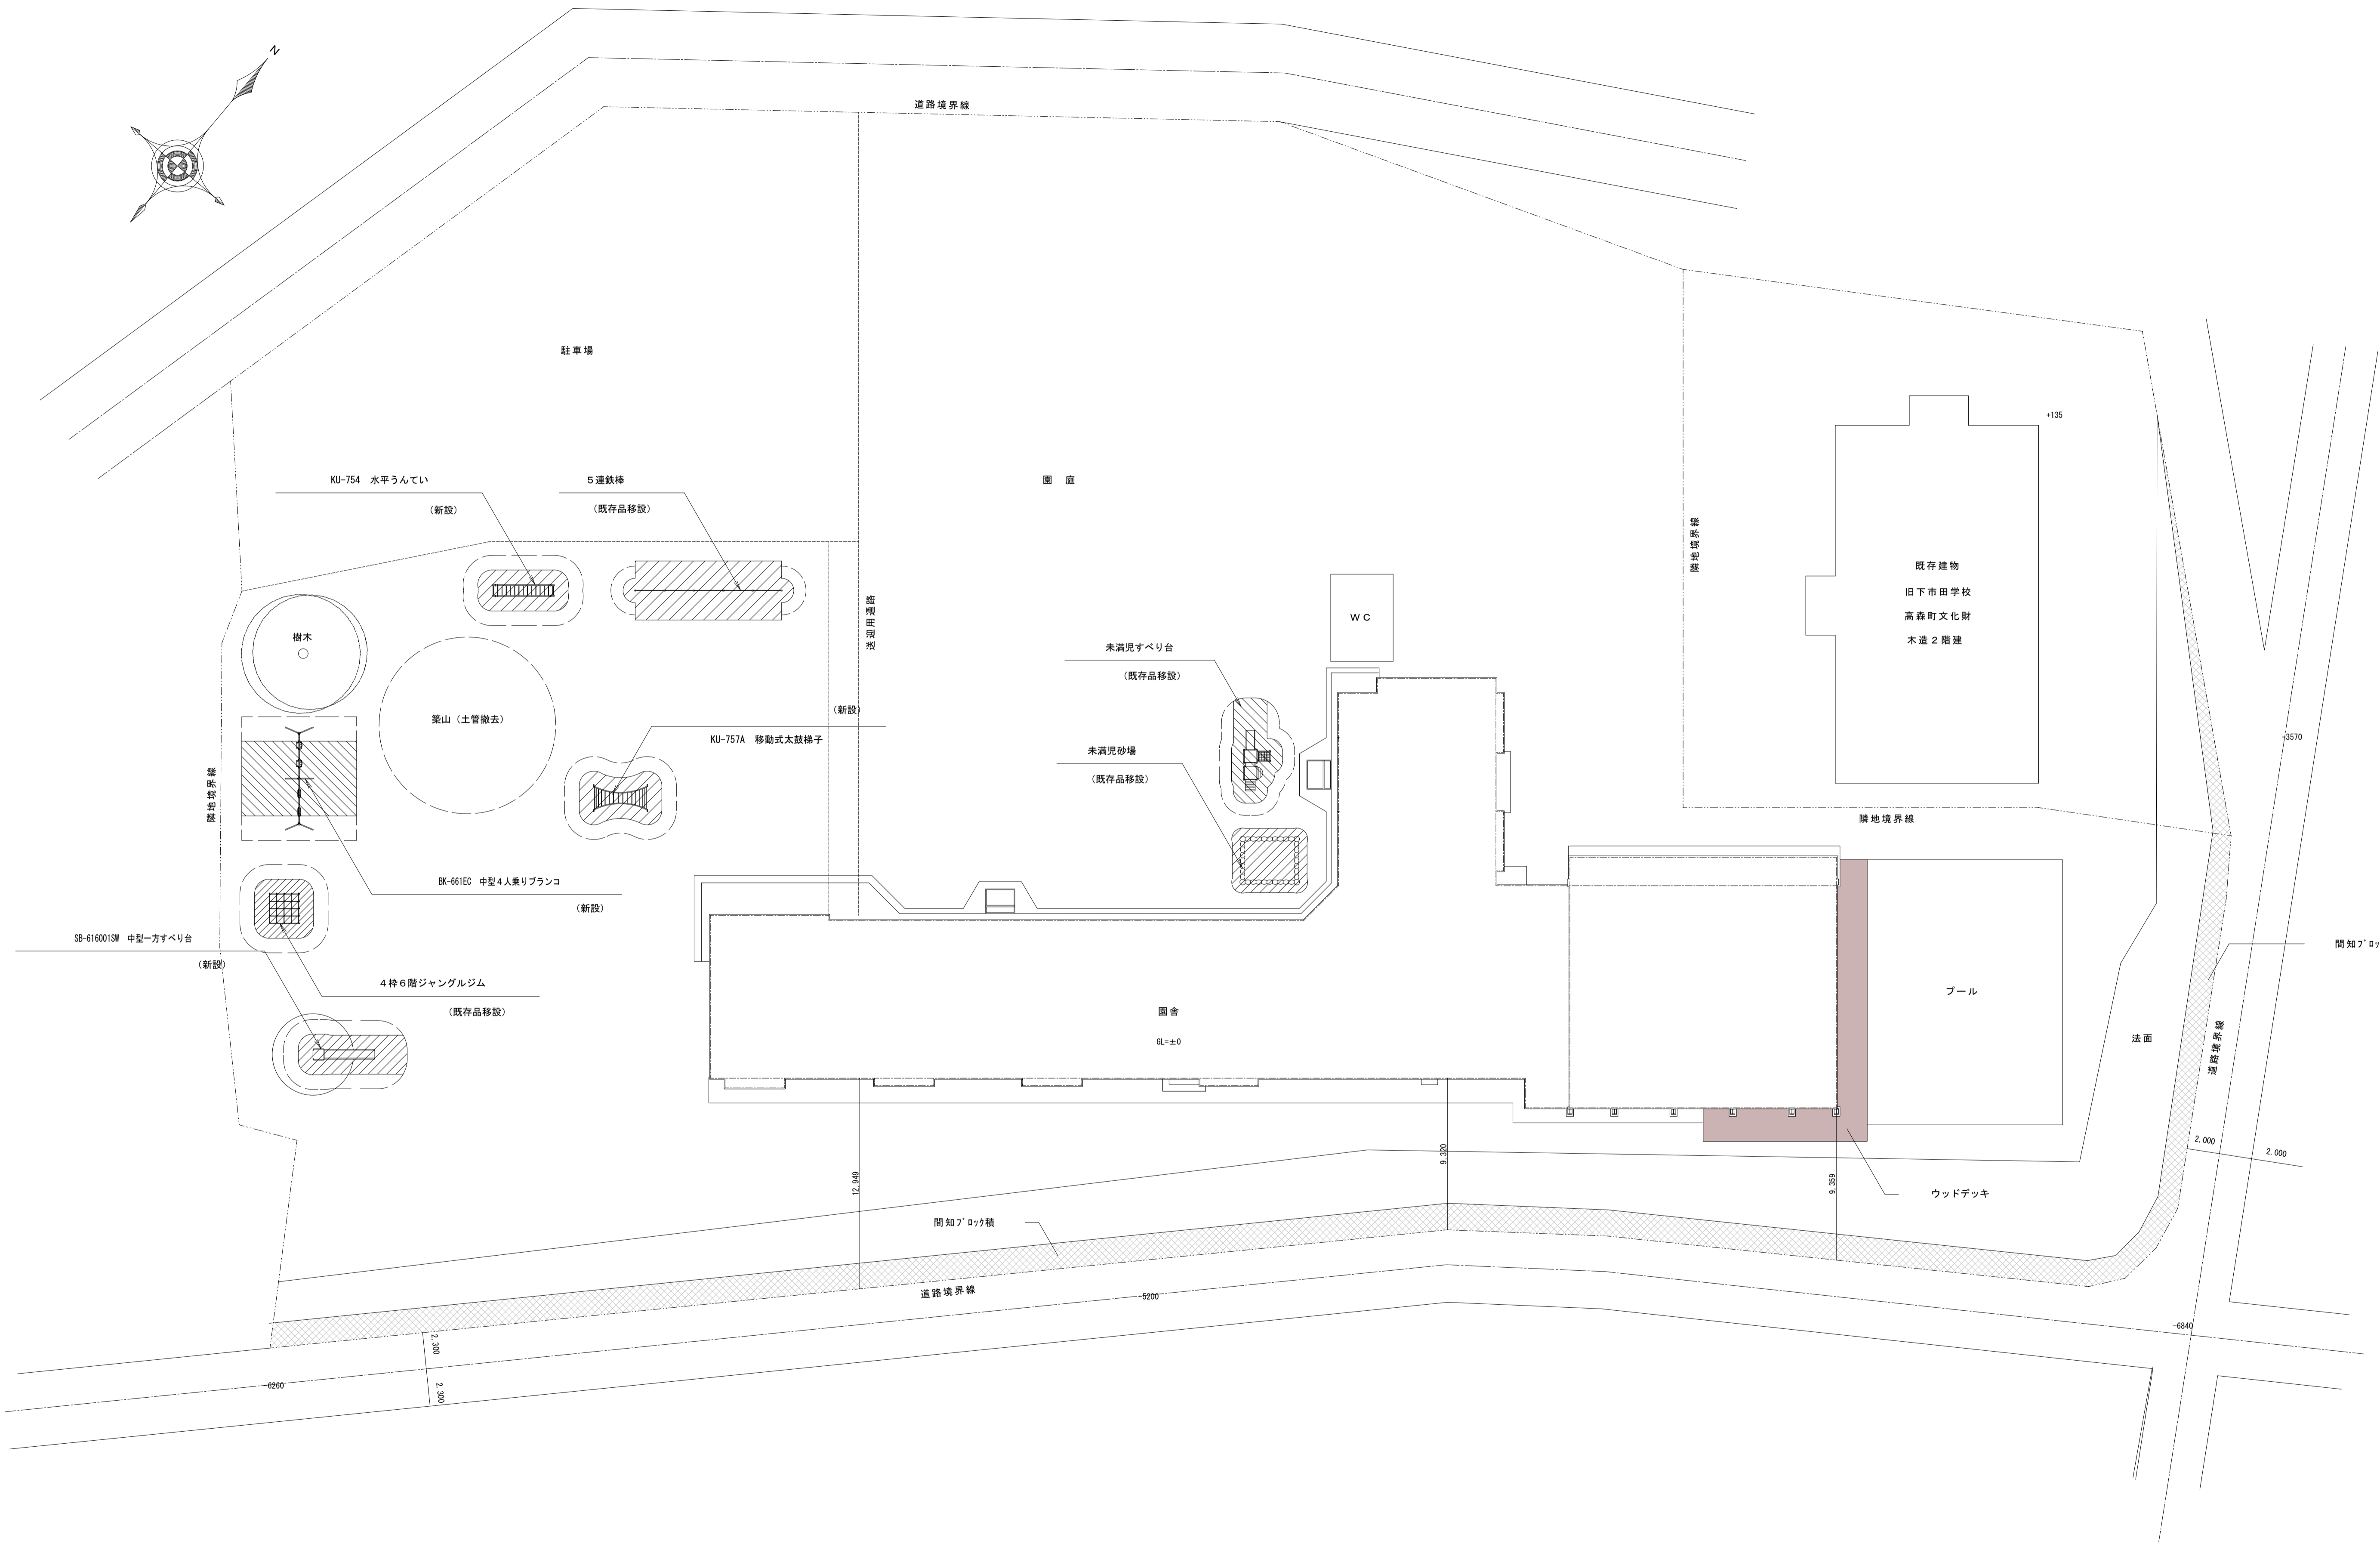 N
道路境界線
駐車場
+135
KU-754　水平うんてい
（新設）
５連鉄棒
（既存品移設）
園　庭
隣地境界線
既存建物
旧下市田学校
高森町文化財
木造２階建
送迎用通路
ＷＣ
樹木
未満児すべり台
（既存品移設）
築山（土管撤去）
（新設）
KU-757A　移動式太鼓梯子
未満児砂場
（既存品移設）
-3570
隣地境界線
隣地境界線
BK-661EC　中型４人乗りブランコ
（新設）
SB-616001SW　中型一方すべり台
（新設）
４枠６階ジャングルジム
（既存品移設）
間知ﾌﾞﾛｯ
プール
園舎
GL=±0
法面
道路境界線
2.000
2.000
12.949
9.320
9.359
ウッドデッキ
間知ﾌﾞﾛｯｸ積
道路境界線
-5200
-6840
2.300
2.300
-6260